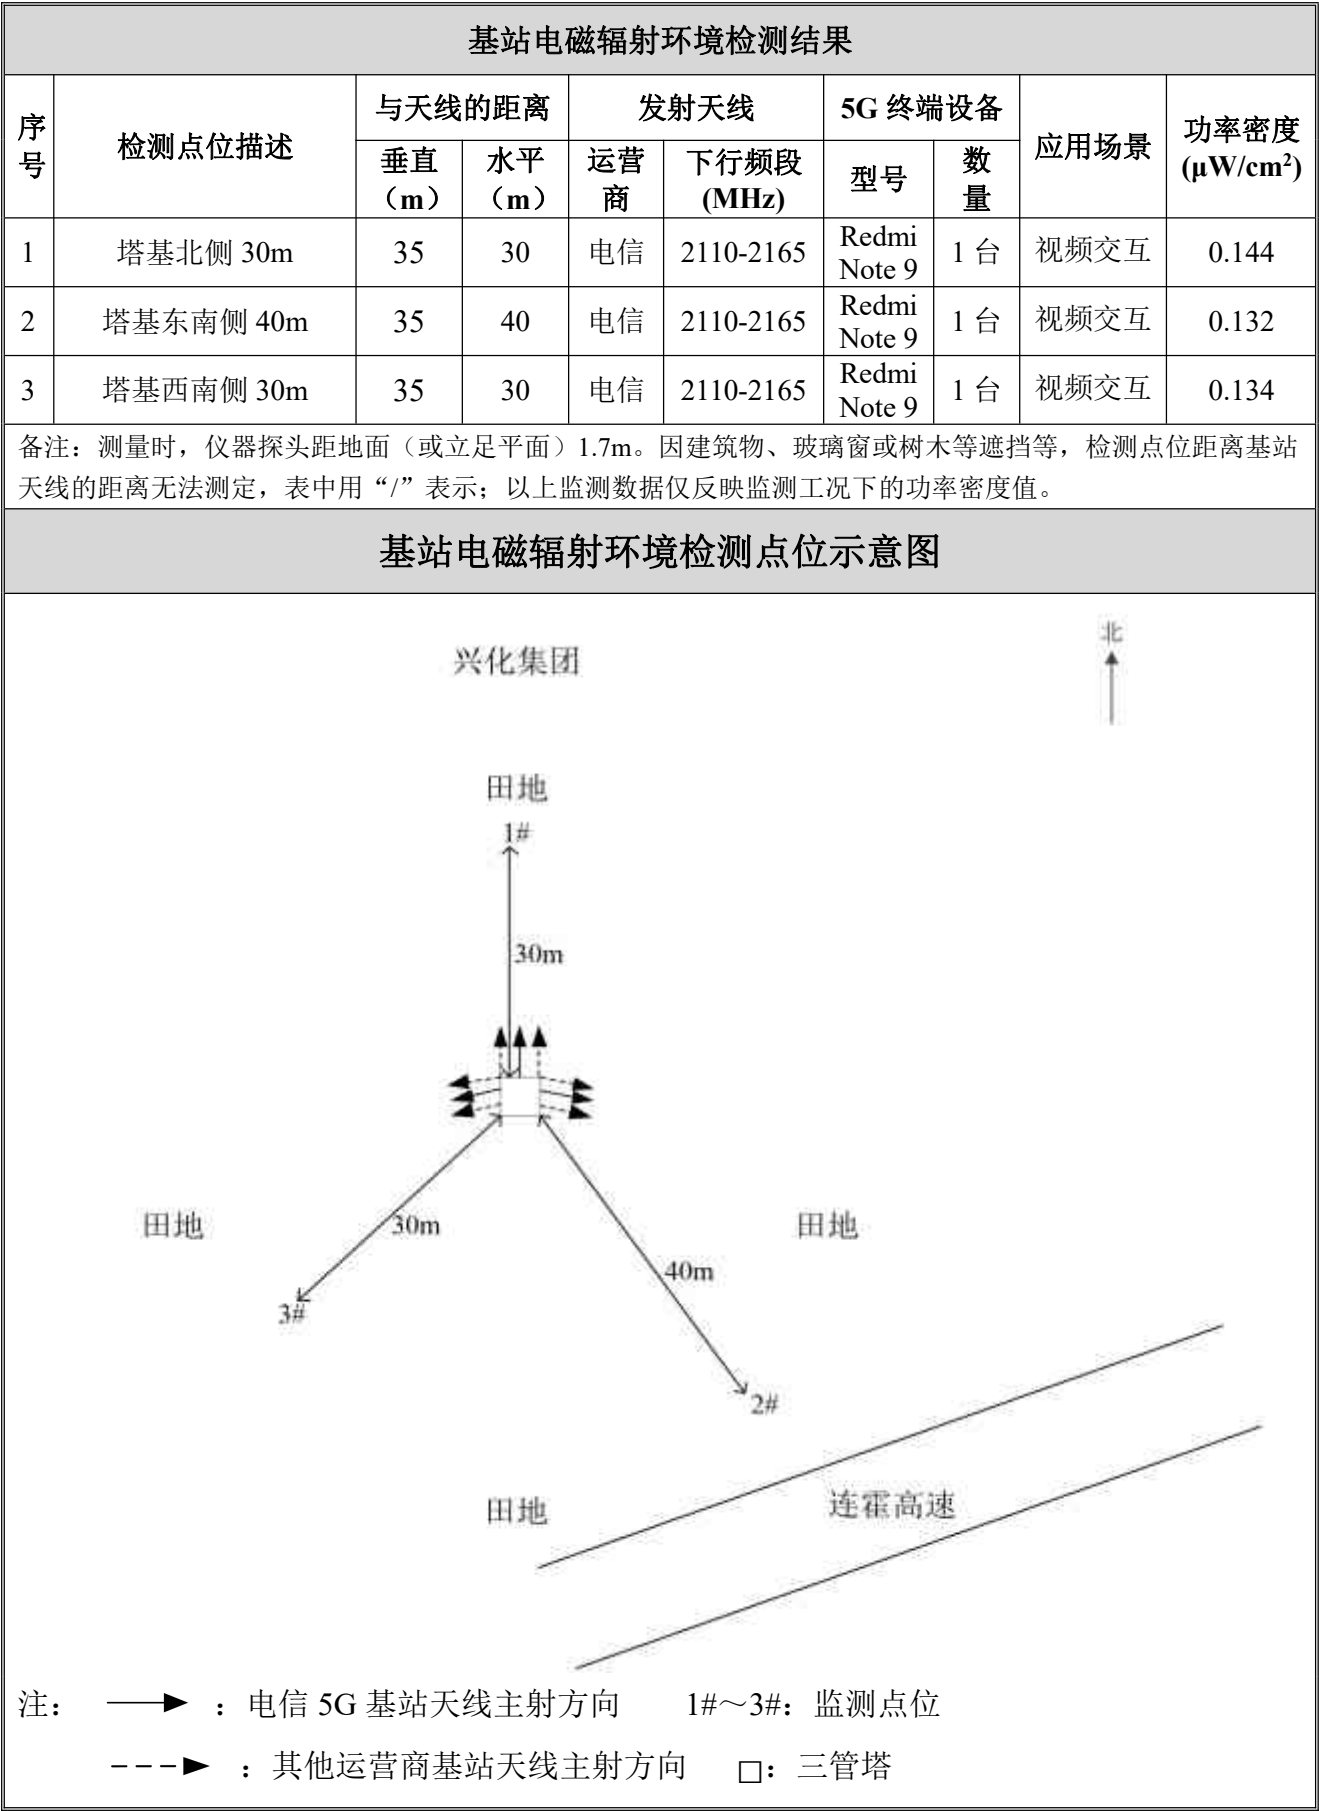 基站电磁辐射环境检测结果
序号 检测点位描述 与天线的距离 发射天线 5G 终端设备 应用场景 功率密度(μW/cm²)
垂直（m） 水平（m） 运营商 下行频段(MHz) 型号 数量
1 塔基北侧 30m 35 30 电信 2110-2165 Redmi Note 9 1 台 视频交互 0.144
2 塔基东南侧 40m 35 40 电信 2110-2165 Redmi Note 9 1 台 视频交互 0.132
3 塔基西南侧 30m 35 30 电信 2110-2165 Redmi Note 9 1 台 视频交互 0.134
备注：测量时，仪器探头距地面（或立足平面）1.7m。因建筑物、玻璃窗或树木等遮挡等，检测点位距离基站
天线的距离无法测定，表中用“/”表示；以上监测数据仅反映监测工况下的功率密度值。
基站电磁辐射环境检测点位示意图
北
兴化集团
田地
1#
30m
田地
30m
田地
40m
3#
2#
田地
连霍高速
注： ：电信 5G 基站天线主射方向 1#～3#：监测点位
：其他运营商基站天线主射方向 □：三管塔